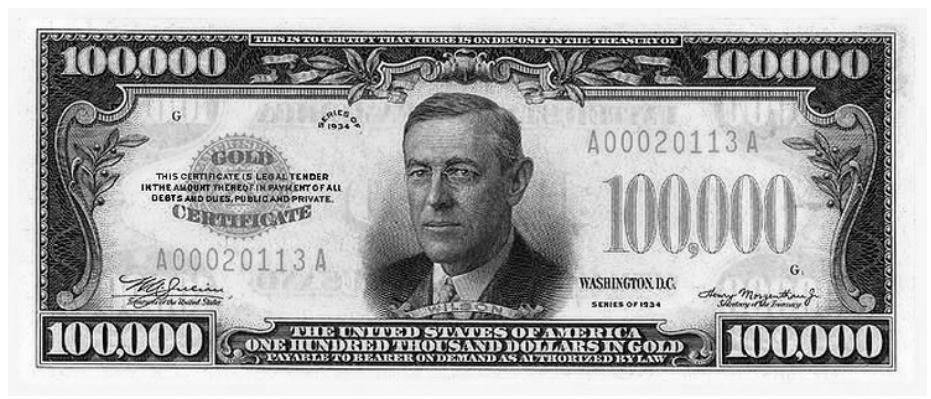 THIS IS TO CERTIFY THAT THERE IS ON DEPOSIT IN THE TREASURY OF
100,000
100,000
G
SERIES OF
1934
A00020113A
GOLD
THIS CERTIFICATE IS LEGAL TENDER
IN THE AMOUNT THEREOF IN PAYMENT OF ALL
DEBTS AND DUES, PUBLIC AND PRIVATE.
CERTIFICATE
100,000
A00020113A
G
WASHINGTON, D.C.
SERIES OF 1934
Treasurer of the United States.
Henry Morgenthau Jr
Secretary of the Treasury.
WILSON
100,000
THE UNITED STATES OF AMERICA
ONE HUNDRED THOUSAND DOLLARS IN GOLD
PAYABLE TO BEARER ON DEMAND AS AUTHORIZED BY LAW
100,000